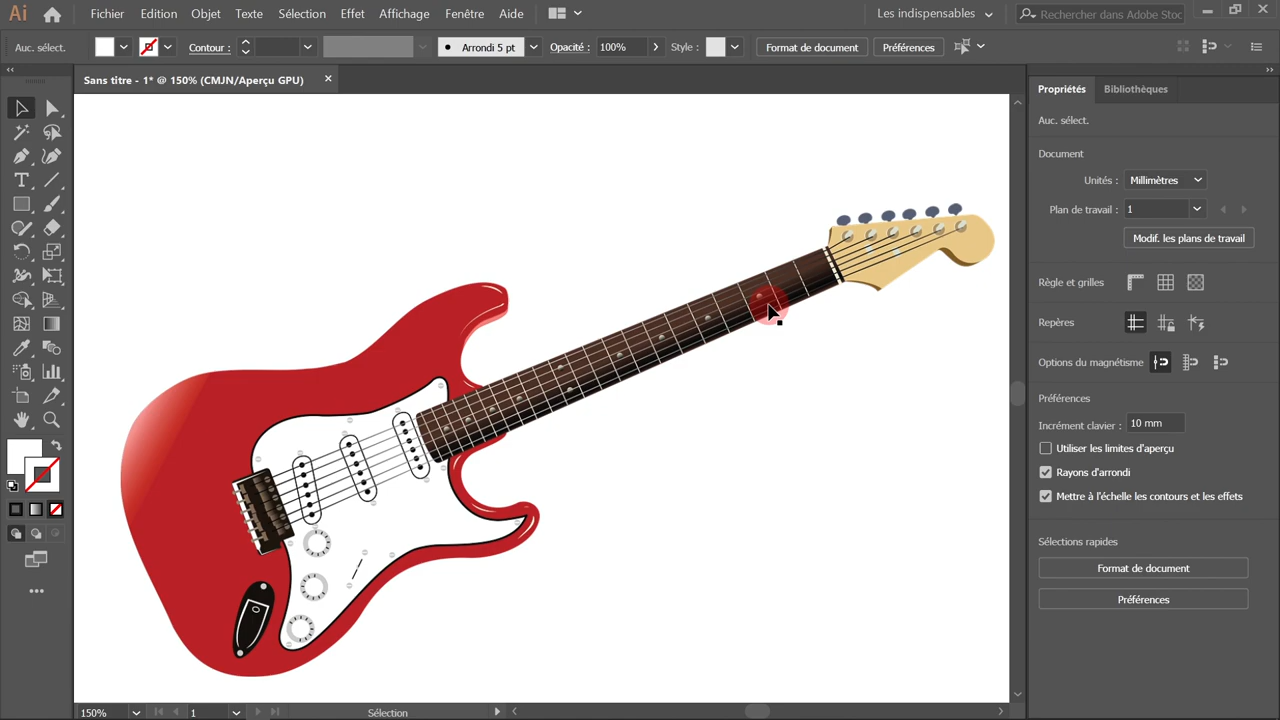 Ai Fichier Edition Objet Texte Sélection Effet Affichage Fenêtre Aide Les indispensables Rechercher dans Adobe Stoc
Auc. sélect. Contour : Arrondi 5 pt Opacité : 100% Style : Format de document Préférences
Sans titre - 1* @ 150% (CMJN/Aperçu GPU)
Propriétés Bibliothèques
Auc. sélect.
Document
Unités : Millimètres
Plan de travail : 1
Modif. les plans de travail
Règle et grilles
Repères
Options du magnétisme
Préférences
Incrément clavier : 10 mm
Utiliser les limites d'aperçu
Rayons d'arrondi
Mettre à l'échelle les contours et les effets
Sélections rapides
Format de document
Préférences
150% 1 Sélection